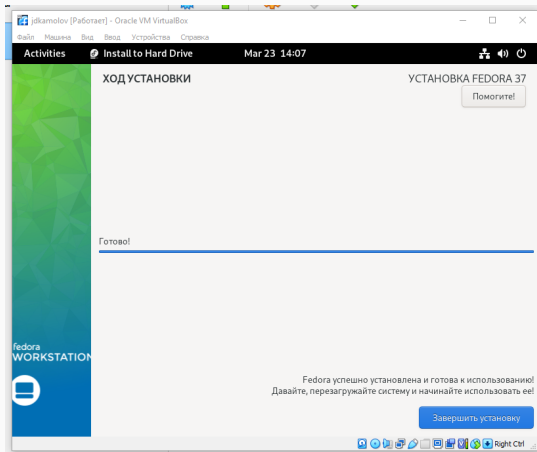 jdkamolov [Работает] - Oracle VM VirtualBox
Файл Машина Вид Ввод Устройства Справка
Activities Install to Hard Drive Mar 23 14:07
ХОД УСТАНОВКИ УСТАНОВКА FEDORA 37
Помогите!
Готово!
fedora
WORKSTATION
Fedora успешно установлена и готова к использованию!
Давайте, перезагружайте систему и начинайте использовать ее!
Завершить установку
Right Ctrl